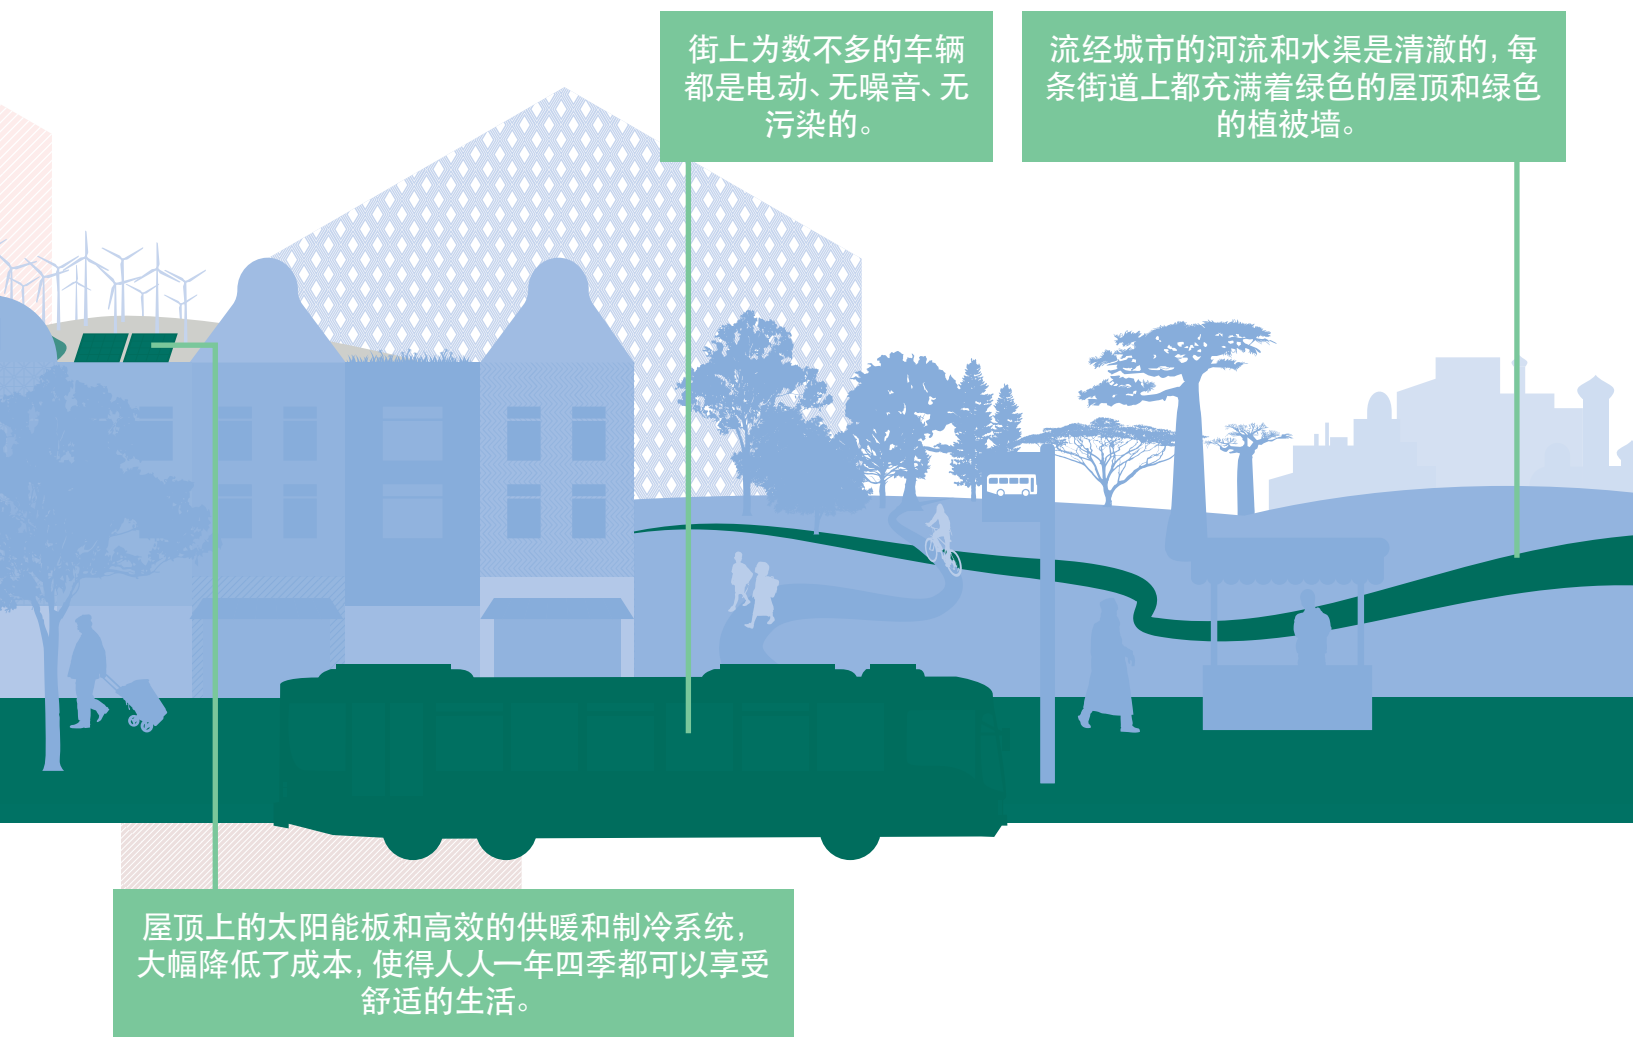 街上为数不多的车辆
都是电动、无噪音、无
污染的。
流经城市的河流和水渠是清澈的，每
条街道上都充满着绿色的屋顶和绿色
的植被墙。
屋顶上的太阳能板和高效的供暖和制冷系统，
大幅降低了成本，使得人人一年四季都可以享受
舒适的生活。